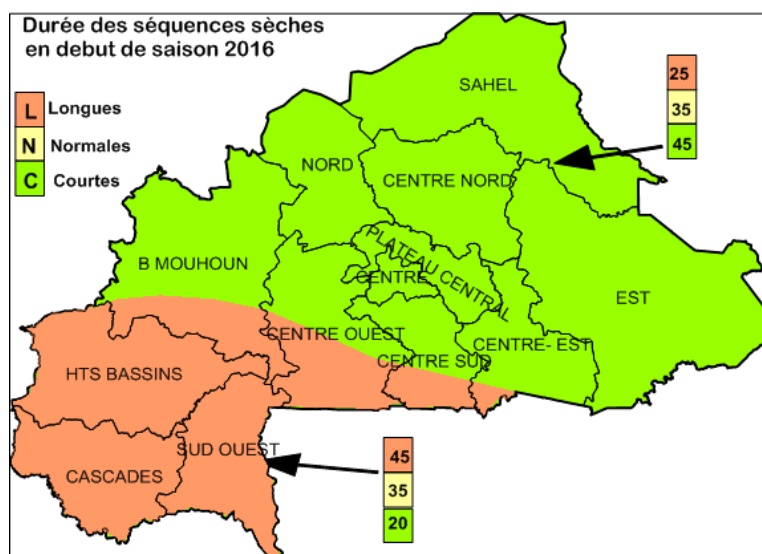 Durée des séquences sèches
en debut de saison 2016
L Longues
N Normales
C Courtes
25
35
45
SAHEL
NORD
CENTRE NORD
PLATEAU CENTRAL
B MOUHOUN
CENTRE
EST
CENTRE OUEST
CENTRE- EST
CENTRE SUD
HTS BASSINS
SUD OUEST
CASCADES
45
35
20